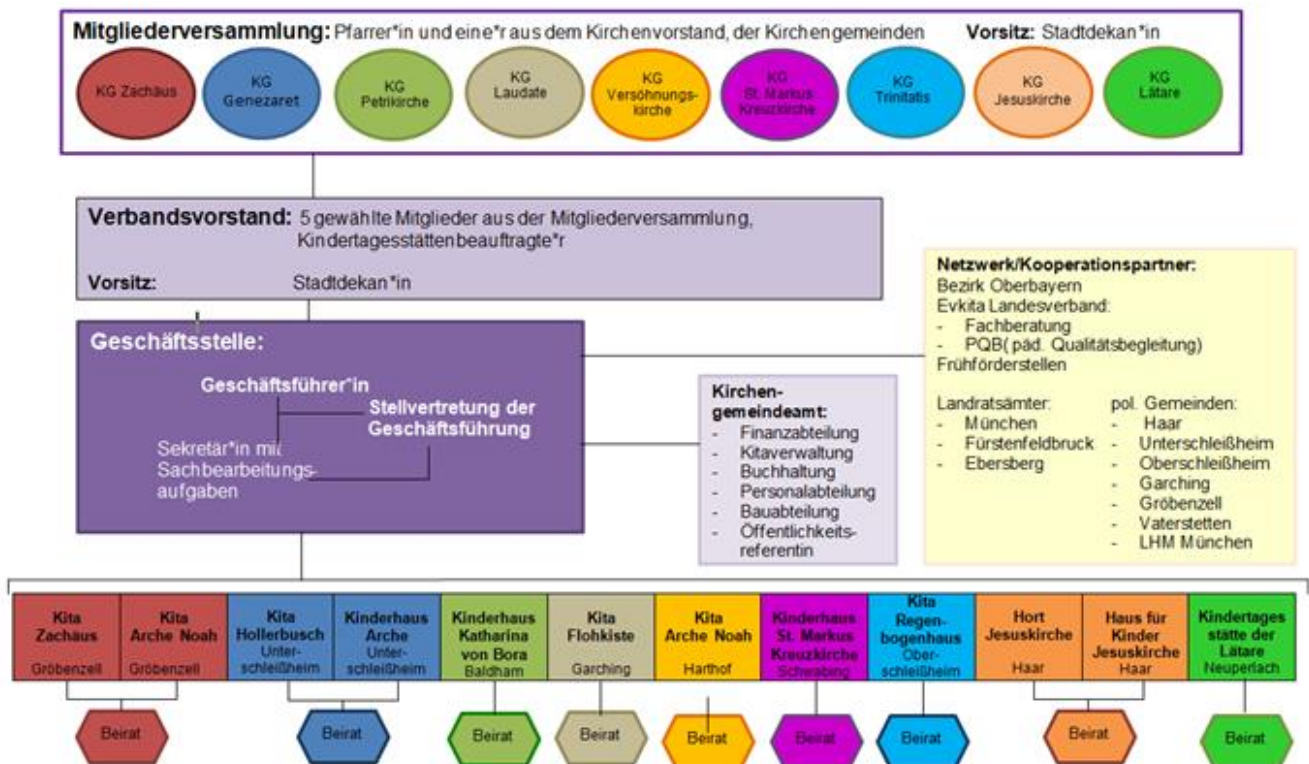 Mitgliederversammlung: Pfarrer*in und eine*r aus dem Kirchenvorstand, der Kirchengemeinden Vorsitz: Stadtdekan*in
KG Zachäus
KG
Genezaret
KG
Petrikirche
KG
Laudate
KG
Versöhnungs-
kirche
KG
St. Markus
Kreuzkirche
KG
Trinitatis
KG
Jesuskirche
KG
Lätare
Verbandsvorstand: 5 gewählte Mitglieder aus der Mitgliederversammlung,
Kindertagesstättenbeauftragte*r
Vorsitz: Stadtdekan*in
Geschäftsstelle:
Geschäftsführer*in
Stellvertretung der
Geschäftsführung
Sekretär*in mit
Sachbearbeitungs-
aufgaben
Kirchen-
gemeindeamt:
- Finanzabteilung
- Kitaverwaltung
- Buchhaltung
- Personalabteilung
- Bauabteilung
- Öffentlichkeits-
referentin
Netzwerk/Kooperationspartner:
Bezirk Oberbayern
Evkita Landesverband:
- Fachberatung
- PQB( päd. Qualitätsbegleitung)
Frühförderstellen
Landratsämter:
- München
- Fürstenfeldbruck
- Ebersberg
pol. Gemeinden:
- Haar
- Unterschleißheim
- Oberschleißheim
- Garching
- Gröbenzell
- Vaterstetten
- LHM München
Kita
Zachäus
Gröbenzell
Kita
Arche Noah
Gröbenzell
Kita
Hollerbusch
Unter-
schleißheim
Kinderhaus
Arche
Unter-
schleißheim
Kinderhaus
Katharina
von Bora
Baldham
Kita
Flohkiste
Garching
Kita
Arche Noah
Harthof
Kinderhaus
St. Markus
Kreuzkirche
Schwabing
Kita
Regen-
bogenhaus
Ober-
schleißheim
Hort
Jesuskirche
Haar
Haus für
Kinder
Jesuskirche
Haar
Kindertages
stätte der
Lätare
Neuperlach
Beirat
Beirat
Beirat
Beirat
Beirat
Beirat
Beirat
Beirat
Beirat